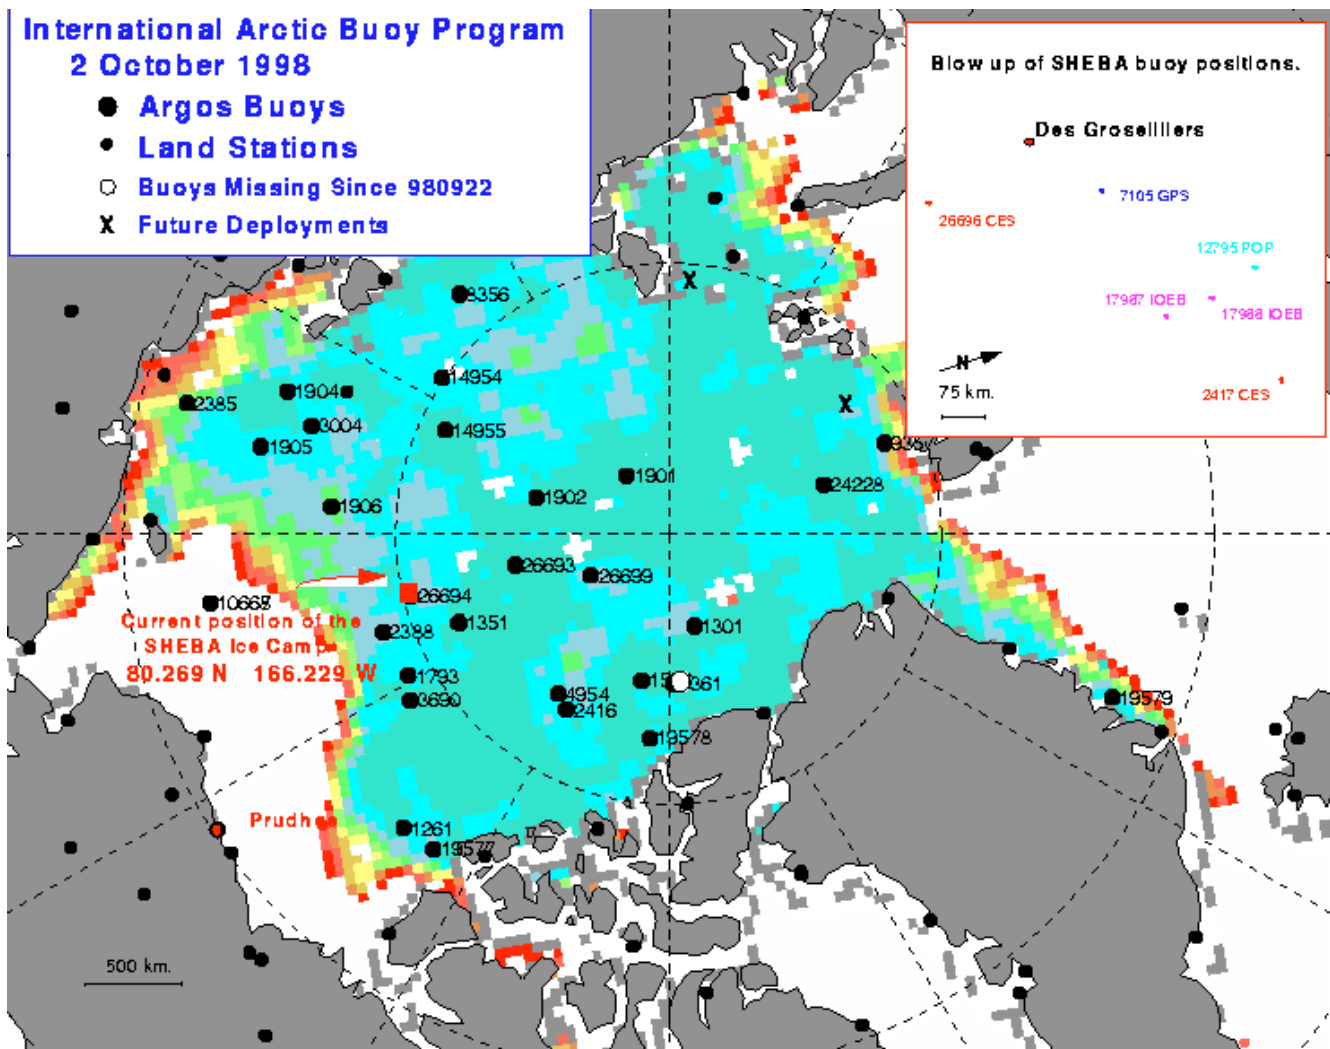 International Arctic Buoy Program
2 October 1998
Argos Buoys
Land Stations
Buoys Missing Since 980922
X Future Deployments
Blow up of SHEBA buoy positions.
Des Groseilliers
7105 GPS
26696 CES
12795 POP
17987 IOEB
17988 IOEB
N
75 km.
2417 CES
X
8356
14954
1904
2385
3004
X
14955
1905
1901
24228
1902
1906
26693
26699
26694
10667
Current position of the
SHEBA Ice Camp
80.269 N 166.229 W
1351
2388
1301
1793
361
3690
4954
2416
19579
19578
1261
19577
500 km.